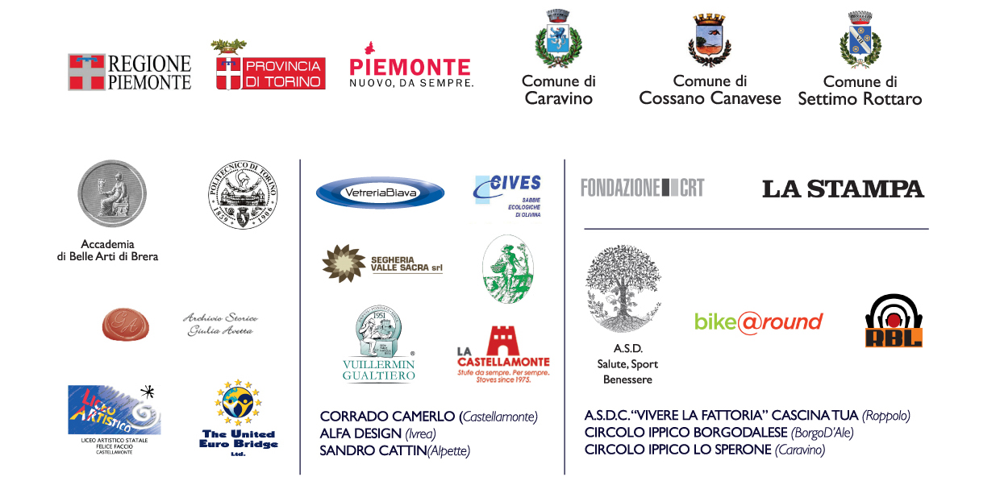 REGIONE
PIEMONTE
PROVINCIA
DI TORINO
PIEMONTE
NUOVO, DA SEMPRE.
Comune di
Caravino
Comune di
Cossano Canavese
Comune di
Settimo Rottaro
Accademia
di Belle Arti di Brera
POLITECNICO DI TORINO
1859 1906
GA
Archivio Storico
Giulia Avetta
LICEO
ARTISTICO
LICEO ARTISTICO STATALE
FELICE FACCIO
CASTELLAMONTE
The United
Euro Bridge
Ltd.
VetreriaBiava
CIVES
SABBIE
ECOLOGICHE
DI OLIVINA
SEGHERIA
VALLE SACRA srl
1951
VUILLERMIN ®
GUALTIERO
LA
CASTELLAMONTE
Stufe da sempre. Per sempre.
Stoves since 1975.
CORRADO CAMERLO (Castellamonte)
ALFA DESIGN (Ivrea)
SANDRO CATTIN(Alpette)
FONDAZIONE CRT
LA STAMPA
A.S.D.
Salute, Sport
Benessere
bike@round
RBL
A.S.D.C.“VIVERE LA FATTORIA” CASCINA TUA (Roppolo)
CIRCOLO IPPICO BORGODALESE (BorgoD’Ale)
CIRCOLO IPPICO LO SPERONE (Caravino)